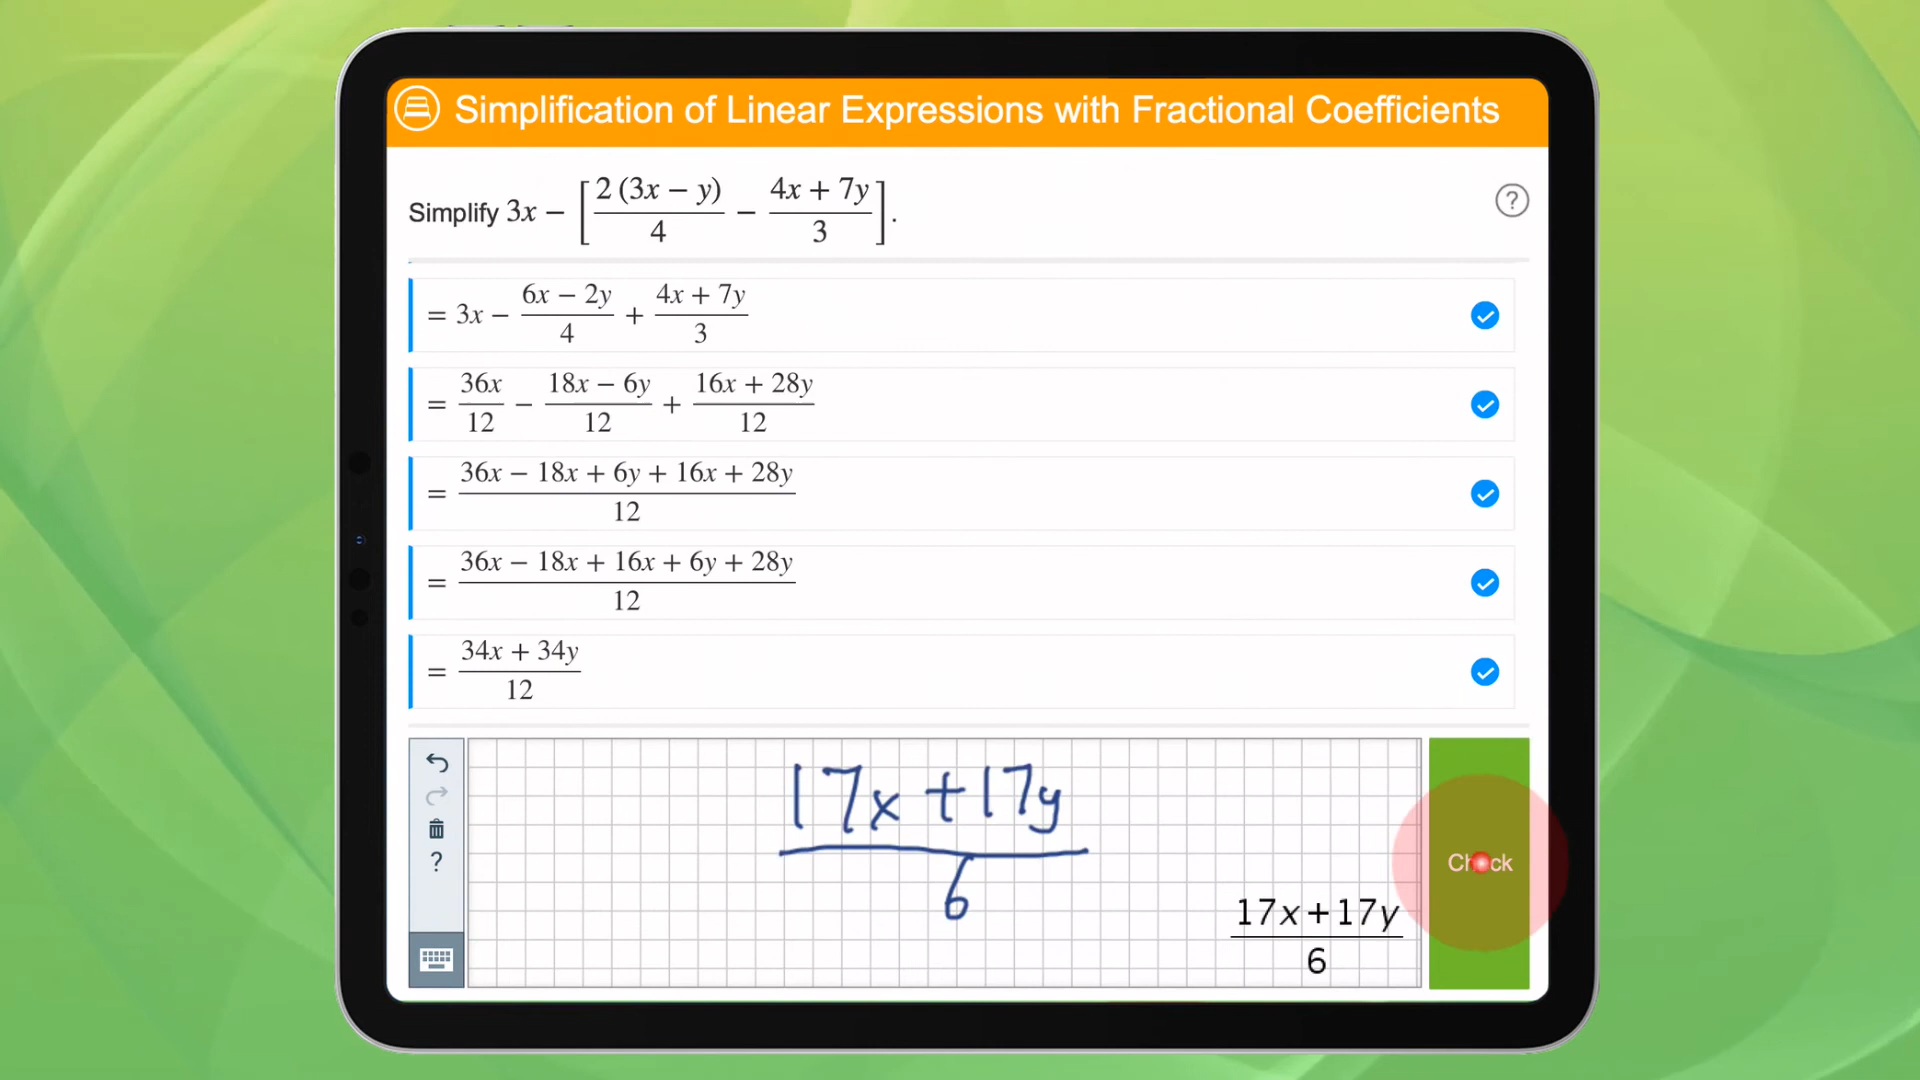 Simplification of Linear Expressions with Fractional Coefficients
Simplify 3x − [2 (3x − y)/4 − (4x + 7y)/3].
?
= 3x − (6x − 2y)/4 + (4x + 7y)/3
= 36x/12 − (18x − 6y)/12 + (16x + 28y)/12
= (36x − 18x + 6y + 16x + 28y)/12
= (36x − 18x + 16x + 6y + 28y)/12
= (34x + 34y)/12
?
(17x + 17y)/6
(17x+17y)/6
Check